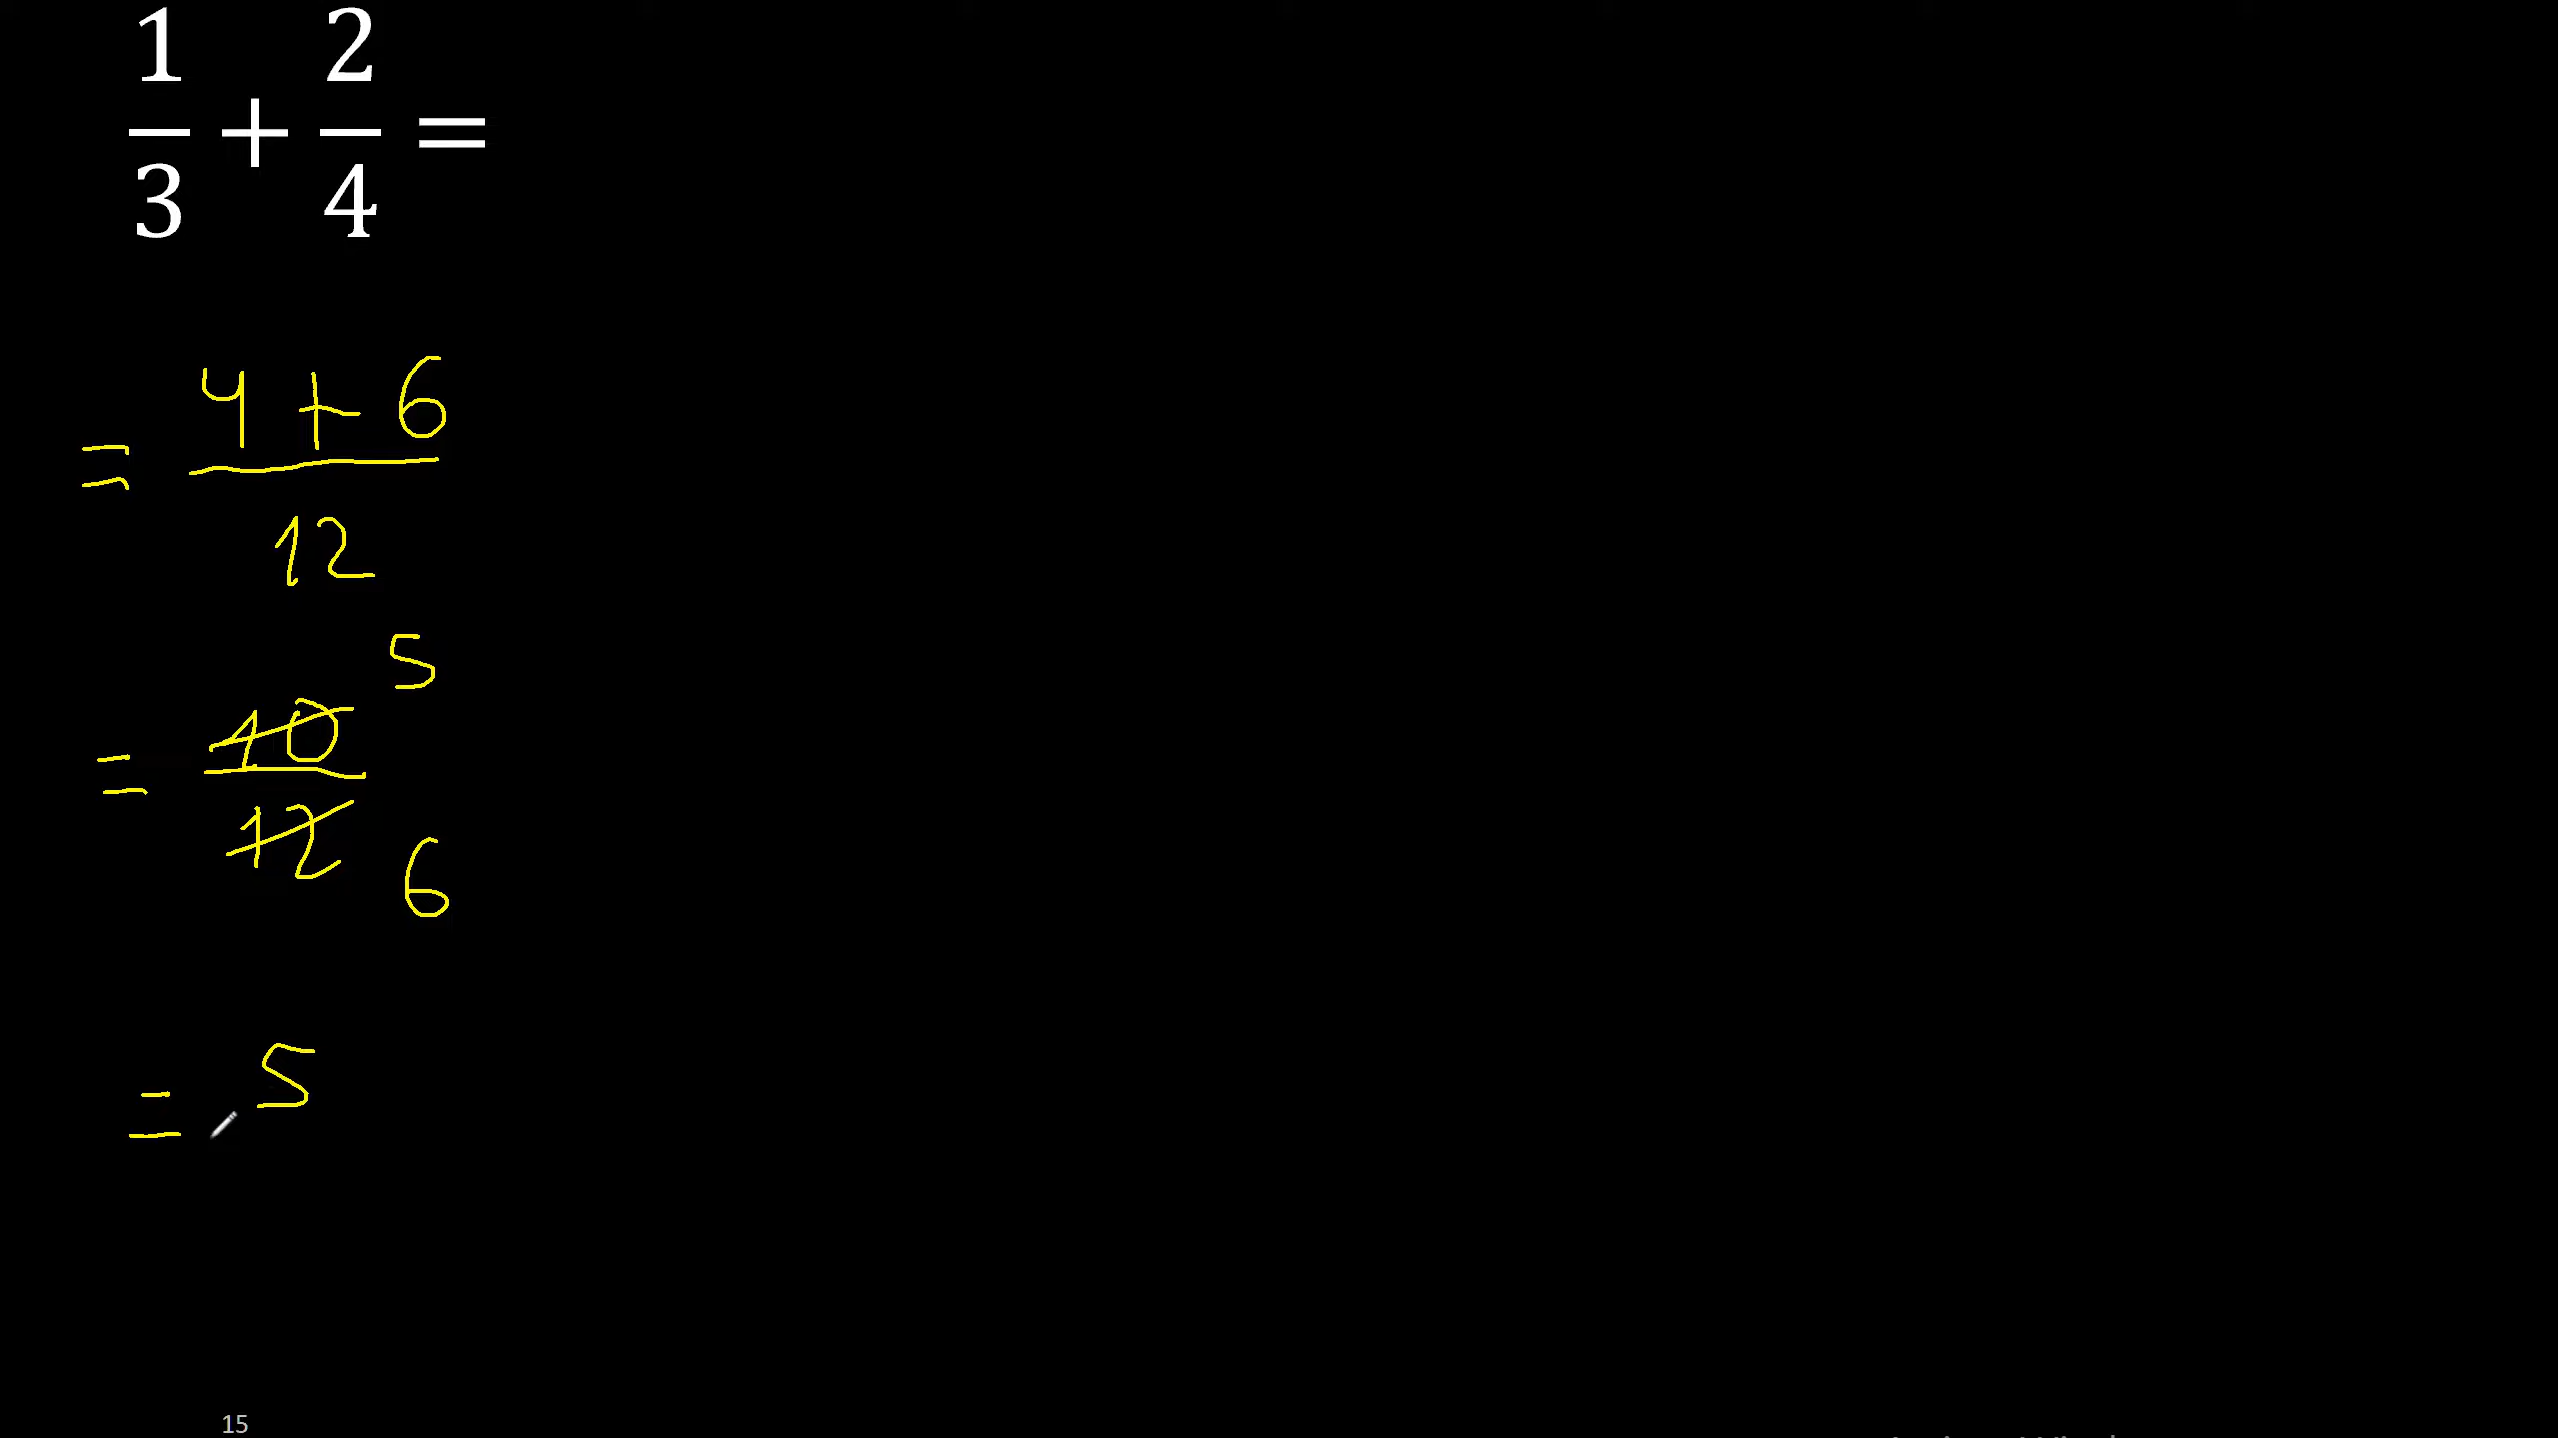 1/3 + 2/4 =
= (4 + 6)/12
= 10/12 5 6
= 5
15